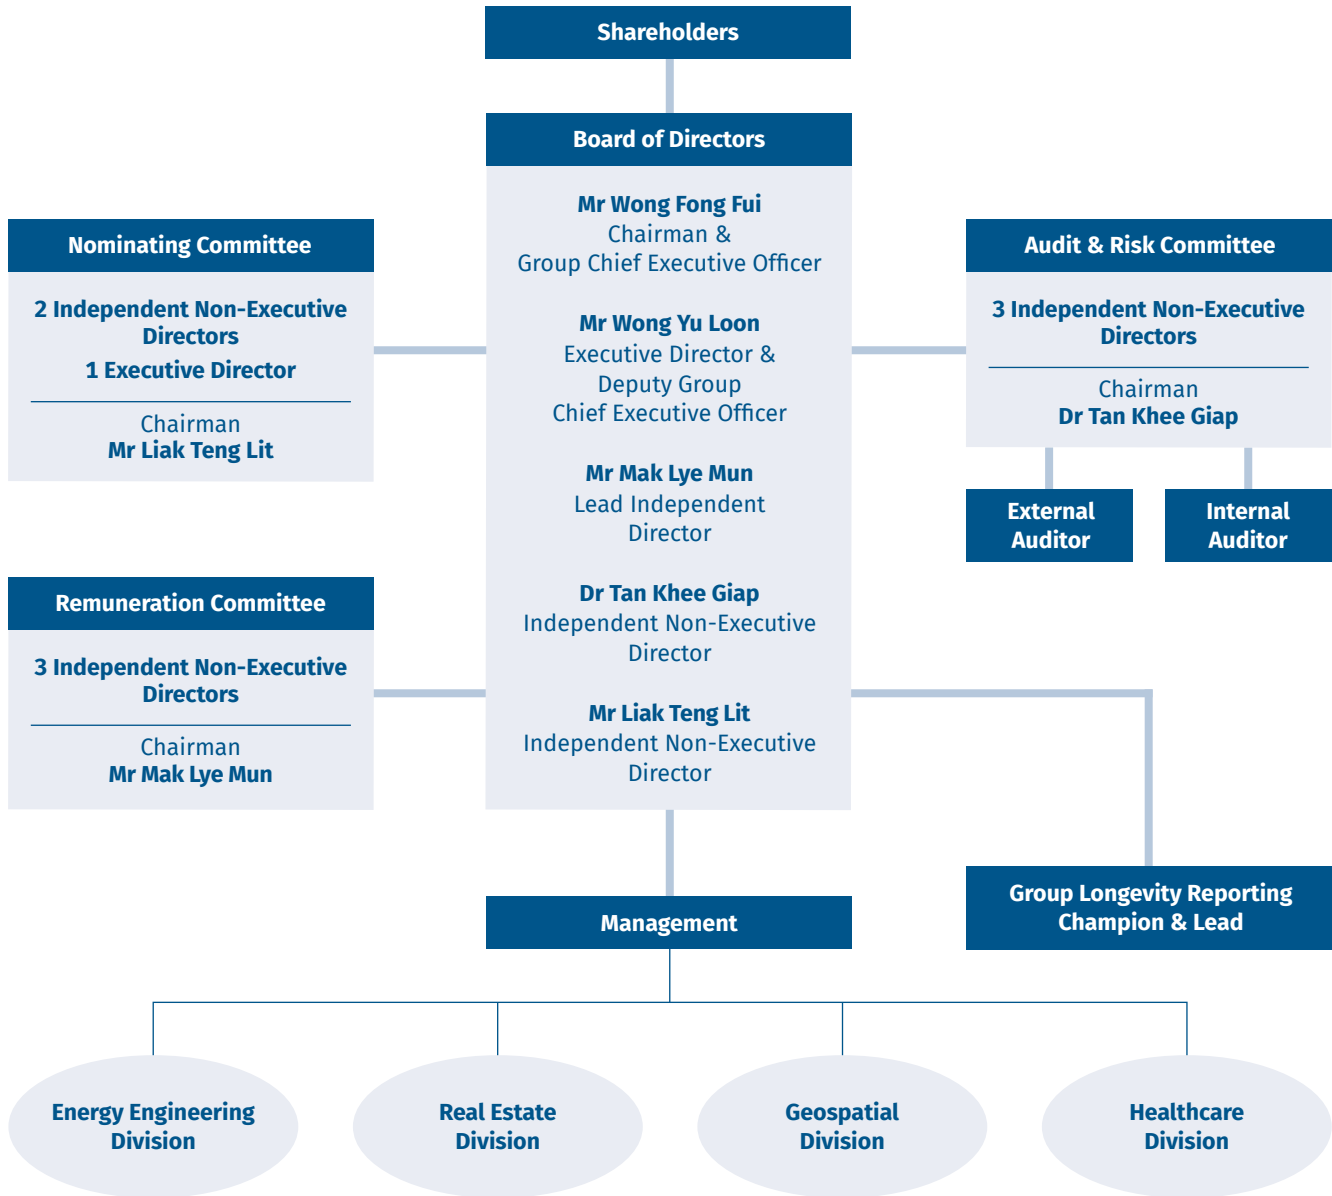 Shareholders
Board of Directors
Mr Wong Fong Fui
Chairman &
Group Chief Executive Officer
Mr Wong Yu Loon
Executive Director &
Deputy Group
Chief Executive Officer
Mr Mak Lye Mun
Lead Independent
Director
Dr Tan Khee Giap
Independent Non-Executive
Director
Mr Liak Teng Lit
Independent Non-Executive
Director
Nominating Committee
2 Independent Non-Executive
Directors
1 Executive Director
Chairman
Mr Liak Teng Lit
Remuneration Committee
3 Independent Non-Executive
Directors
Chairman
Mr Mak Lye Mun
Audit & Risk Committee
3 Independent Non-Executive
Directors
Chairman
Dr Tan Khee Giap
External
Auditor
Internal
Auditor
Group Longevity Reporting
Champion & Lead
Management
Energy Engineering
Division
Real Estate
Division
Geospatial
Division
Healthcare
Division